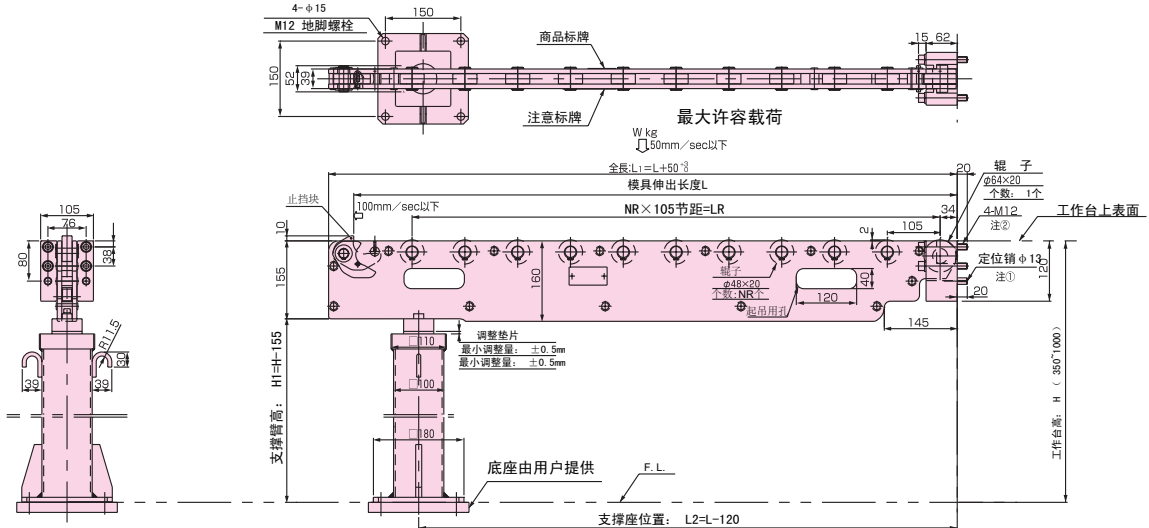 4-φ15
M12 地脚螺栓
150
150
52
39
商品标牌
注意标牌
15
62
最大许容载荷
W kg
50mm/sec以下
全長:L1=L+50 +3 0
20
辊 子
φ64×20
个数: 1个
模具伸出长度L
止挡块
100mm/sec以下
NR×105节距=LR
34
4-M12
注②
工作台上表面
105
76
80
38
10
155
160
2
105
定位销φ13
注①
120
20
辊子
φ48×20
个数:NR个
起吊用孔
40
120
145
R11.5
30
39
39
支撑臂高: H1=H-155
□110
调整垫片
最小调整量: ±0.5mm
最小调整量: ±0.5mm
□100
□180
工作台高: H ( 350~1000)
底座由用户提供
F.L.
支撑座位置: L2=L-120